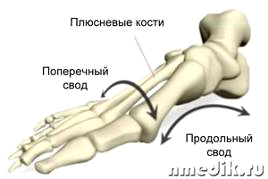 Плюсневые кости
Поперечный
свод
Продольный
свод
nmedik.ru